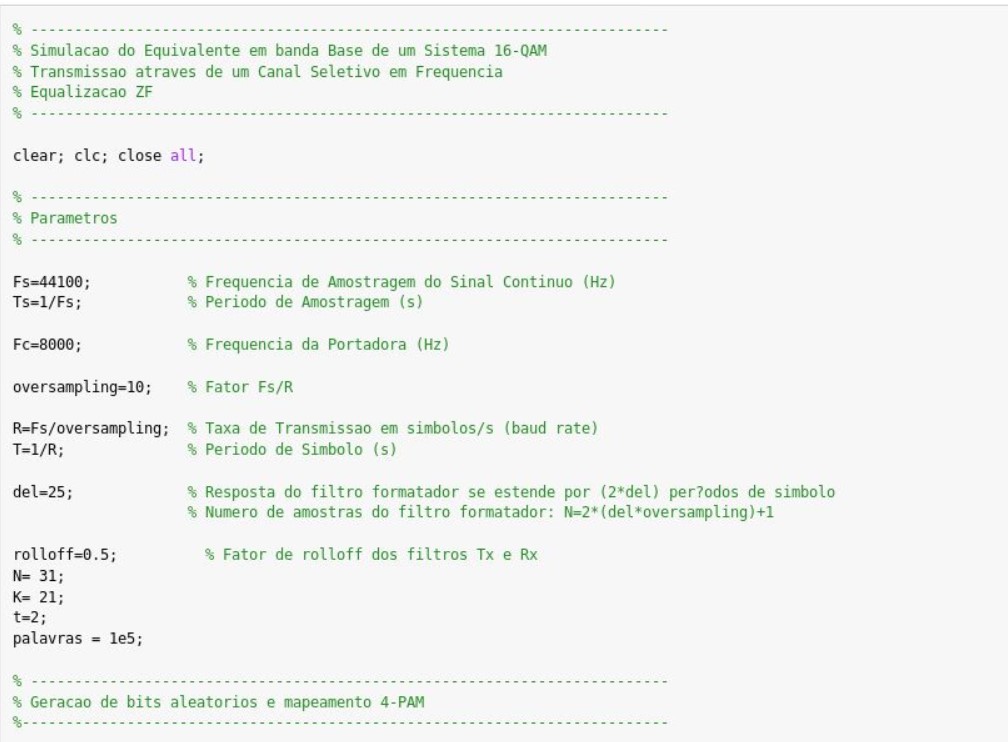 % -------------------------------------------------------------------------
% Simulacao do Equivalente em banda Base de um Sistema 16-QAM
% Transmissao atraves de um Canal Seletivo em Frequencia
% Equalizacao ZF
% -------------------------------------------------------------------------
clear; clc; close all;
% -------------------------------------------------------------------------
% Parametros
% -------------------------------------------------------------------------
Fs=44100; % Frequencia de Amostragem do Sinal Continuo (Hz)
Ts=1/Fs; % Periodo de Amostragem (s)
Fc=8000; % Frequencia da Portadora (Hz)
oversampling=10; % Fator Fs/R
R=Fs/oversampling; % Taxa de Transmissao em simbolos/s (baud rate)
T=1/R; % Periodo de Simbolo (s)
del=25; % Resposta do filtro formatador se estende por (2*del) per?odos de simbolo
% Numero de amostras do filtro formatador: N=2*(del*oversampling)+1
rolloff=0.5; % Fator de rolloff dos filtros Tx e Rx
N= 31;
K= 21;
t=2;
palavras = 1e5;
% -------------------------------------------------------------------------
% Geracao de bits aleatorios e mapeamento 4-PAM
%--------------------------------------------------------------------------